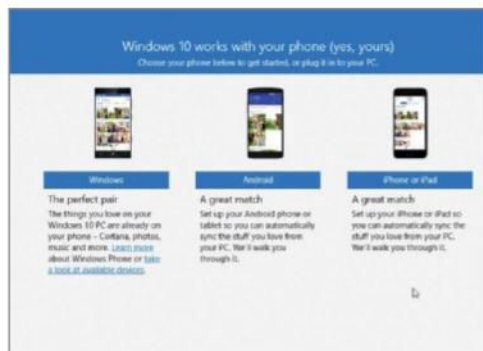 Windows 10 works with your phone (yes, yours)
Choose your phone below to get started, or plug it in to your PC.
Windows
The perfect pair
The things you love on your
Windows 10 PC are already on
your phone – Cortana, photos,
music and more. Learn more
about Windows Phone or take
a look at available devices.
Android
A great match
Set up your Android phone or
tablet so you can automatically
sync the stuff you love from
your PC. We'll walk you
through it.
iPhone or iPad
A great match
Set up your iPhone or iPad so
you can automatically sync the
stuff you love from your PC.
We'll walk you through it.